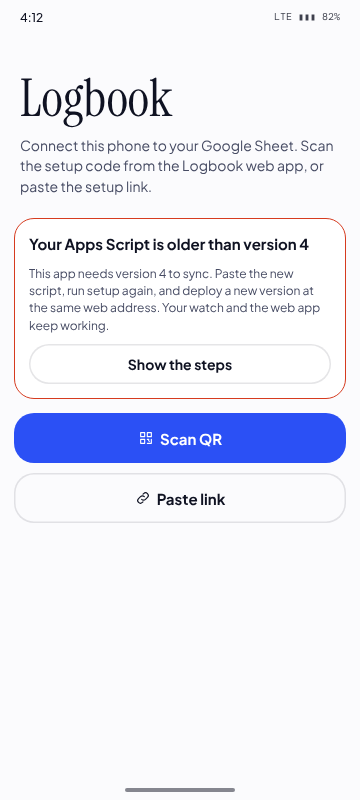 4:12
LTE 82%
Logbook
Connect this phone to your Google Sheet. Scan
the setup code from the Logbook web app, or
paste the setup link.
Your Apps Script is older than version 4
This app needs version 4 to sync. Paste the new
script, run setup again, and deploy a new version at
the same web address. Your watch and the web app
keep working.
Show the steps
Scan QR
Paste link